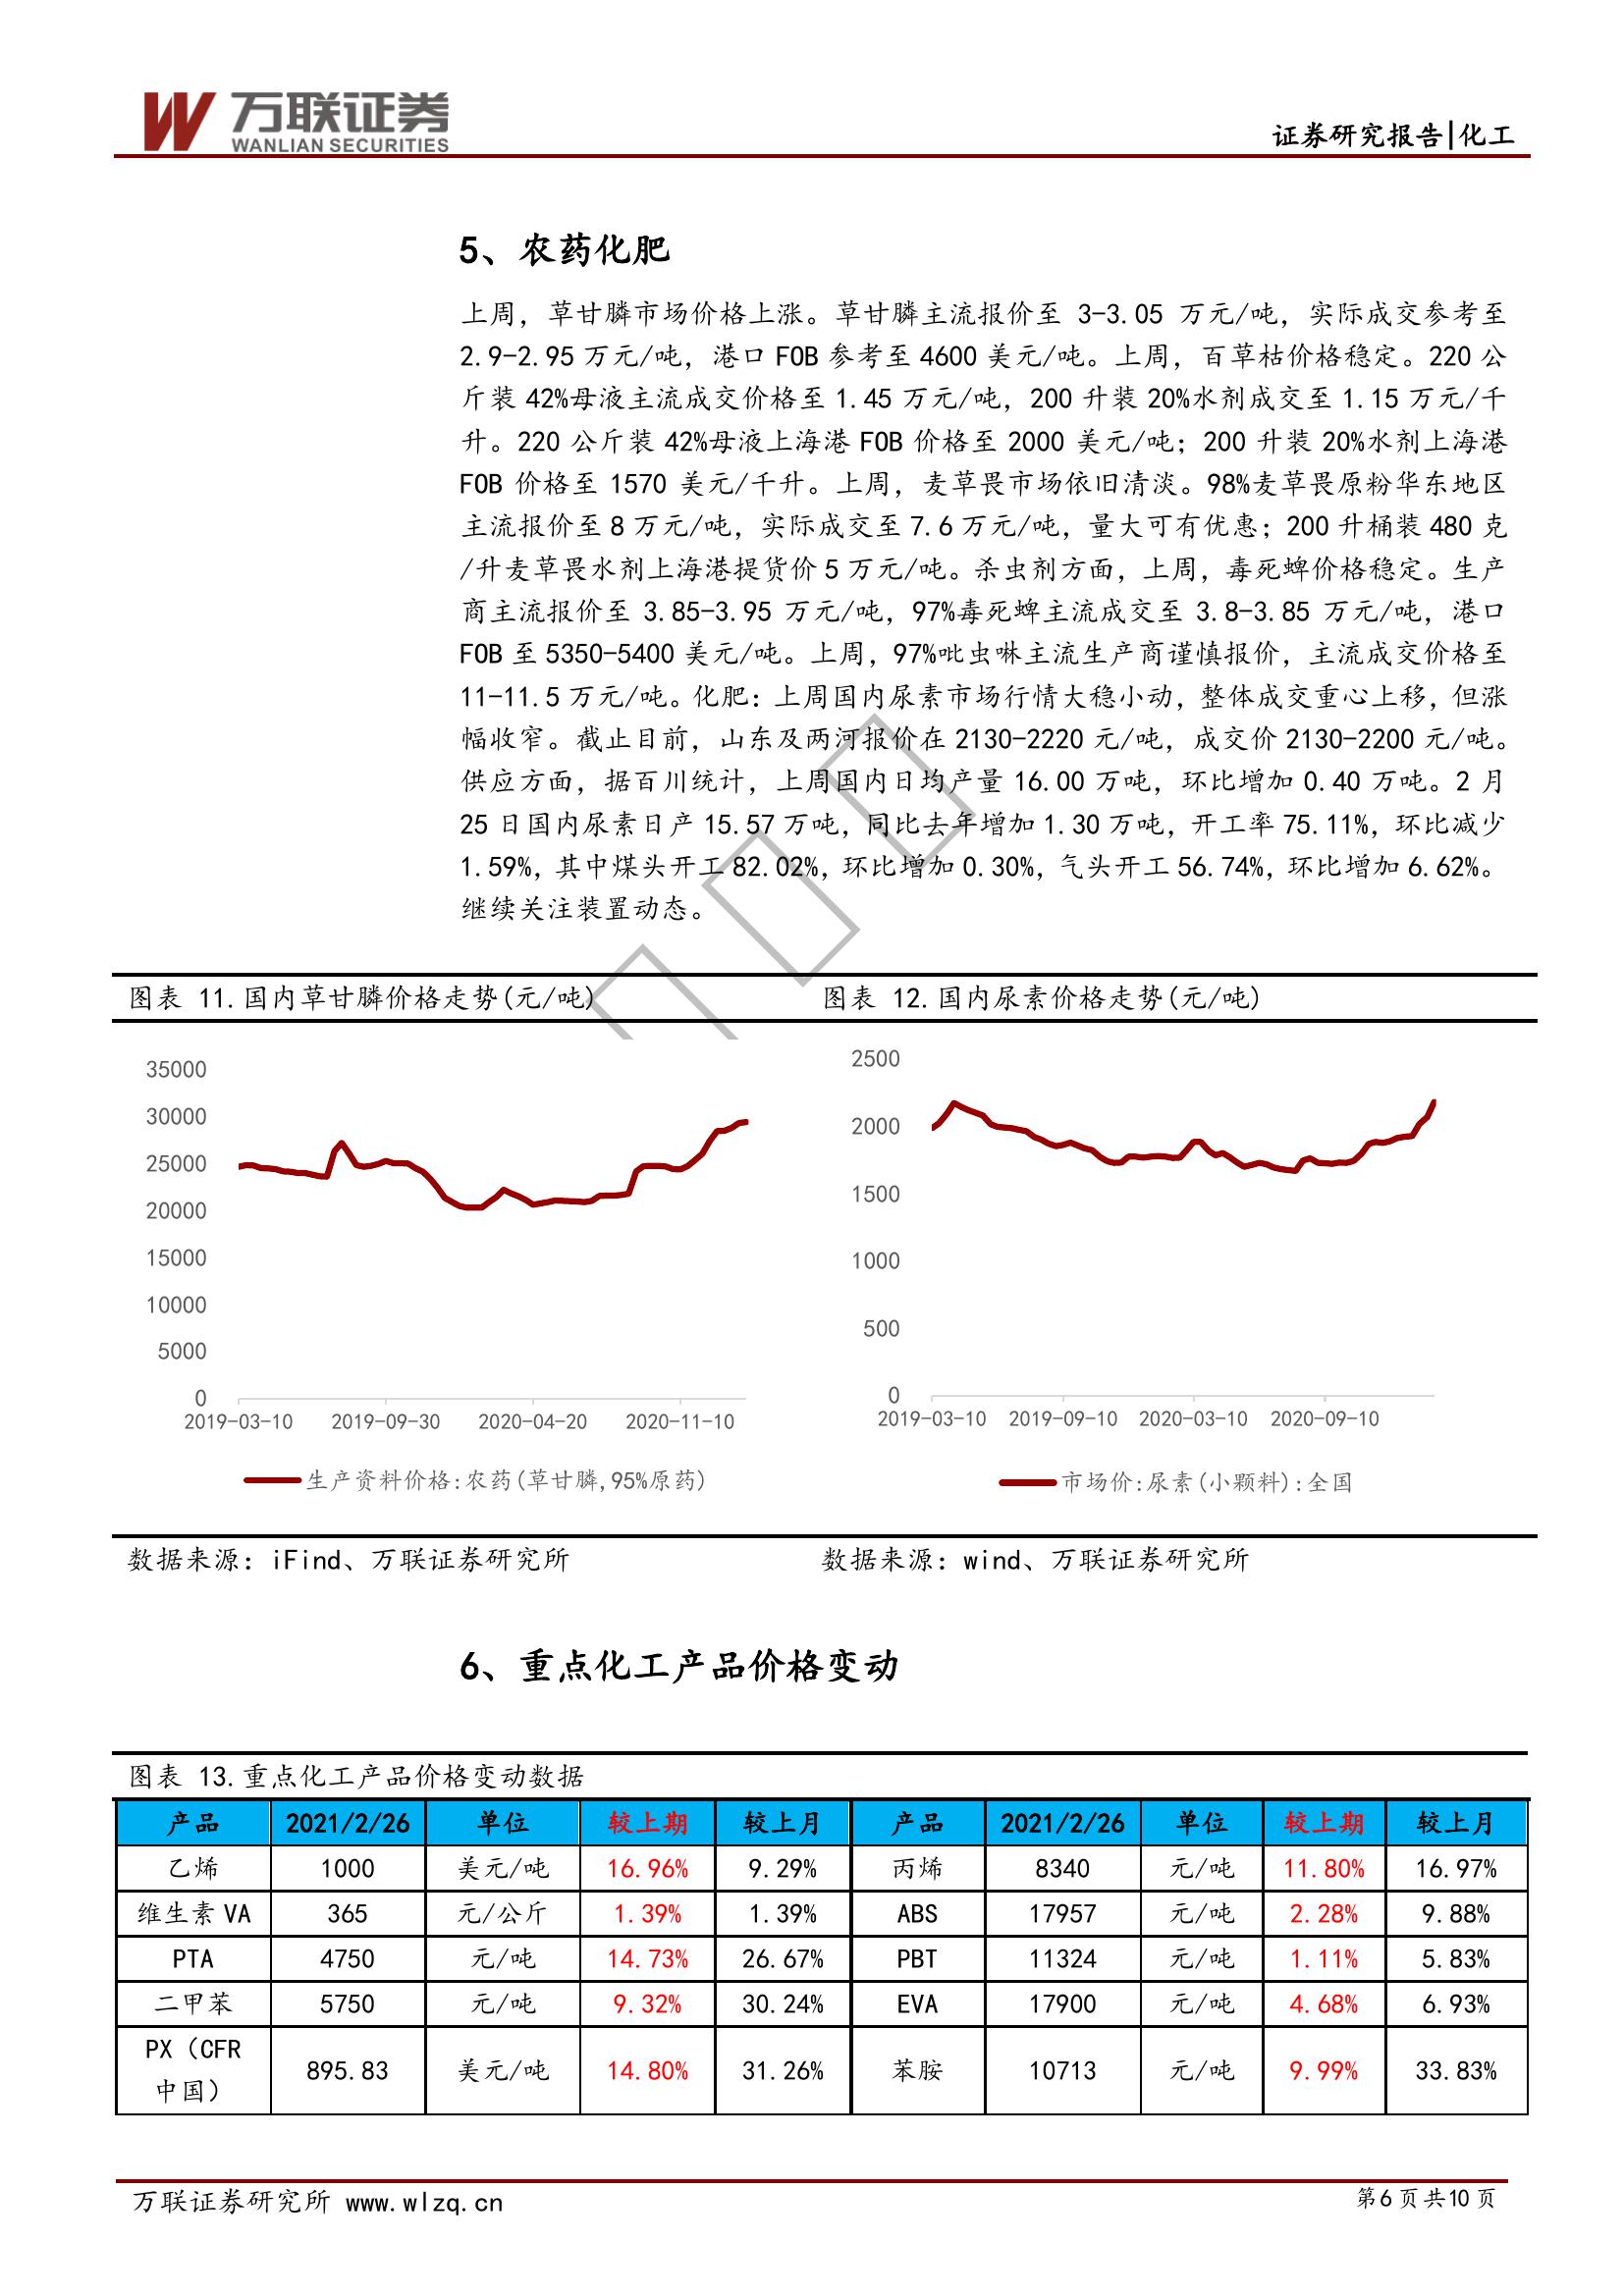 万联证券
WANLIAN SECURITIES
证券研究报告|化工
5、农药化肥
上周，草甘膦市场价格上涨。草甘膦主流报价至 3-3.05 万元/吨，实际成交参考至
2.9-2.95 万元/吨，港口 FOB 参考至 4600 美元/吨。上周，百草枯价格稳定。220 公
斤装 42%母液主流成交价格至 1.45 万元/吨，200 升装 20%水剂成交至 1.15 万元/千
升。220 公斤装 42%母液上海港 FOB 价格至 2000 美元/吨；200 升装 20%水剂上海港
FOB 价格至 1570 美元/千升。上周，麦草畏市场依旧清淡。98%麦草畏原粉华东地区
主流报价至 8 万元/吨，实际成交至 7.6 万元/吨，量大可有优惠；200 升桶装 480 克
/升麦草畏水剂上海港提货价 5 万元/吨。杀虫剂方面，上周，毒死蜱价格稳定。生产
商主流报价至 3.85-3.95 万元/吨，97%毒死蜱主流成交至 3.8-3.85 万元/吨，港口
FOB 至 5350-5400 美元/吨。上周，97%吡虫啉主流生产商谨慎报价，主流成交价格至
11-11.5 万元/吨。化肥：上周国内尿素市场行情大稳小动，整体成交重心上移，但涨
幅收窄。截止目前，山东及两河报价在 2130-2220 元/吨，成交价 2130-2200 元/吨。
供应方面，据百川统计，上周国内日均产量 16.00 万吨，环比增加 0.40 万吨。2 月
25 日国内尿素日产 15.57 万吨，同比去年增加 1.30 万吨，开工率 75.11%，环比减少
1.59%，其中煤头开工 82.02%，环比增加 0.30%，气头开工 56.74%，环比增加 6.62%。
继续关注装置动态。
图表 11.国内草甘膦价格走势(元/吨) 图表 12.国内尿素价格走势(元/吨)
35000
30000
25000
20000
15000
10000
5000
0
2019-03-10 2019-09-30 2020-04-20 2020-11-10
生产资料价格:农药(草甘膦,95%原药)
2500
2000
1500
1000
500
0
2019-03-10 2019-09-10 2020-03-10 2020-09-10
市场价:尿素(小颗料):全国
数据来源：iFind、万联证券研究所 数据来源：wind、万联证券研究所
6、重点化工产品价格变动
图表 13.重点化工产品价格变动数据
产品 2021/2/26 单位 较上期 较上月 产品 2021/2/26 单位 较上期 较上月
乙烯 1000 美元/吨 16.96% 9.29% 丙烯 8340 元/吨 11.80% 16.97%
维生素 VA 365 元/公斤 1.39% 1.39% ABS 17957 元/吨 2.28% 9.88%
PTA 4750 元/吨 14.73% 26.67% PBT 11324 元/吨 1.11% 5.83%
二甲苯 5750 元/吨 9.32% 30.24% EVA 17900 元/吨 4.68% 6.93%
PX（CFR
中国） 895.83 美元/吨 14.80% 31.26% 苯胺 10713 元/吨 9.99% 33.83%
万联证券研究所 www.wlzq.cn 第6页共10页